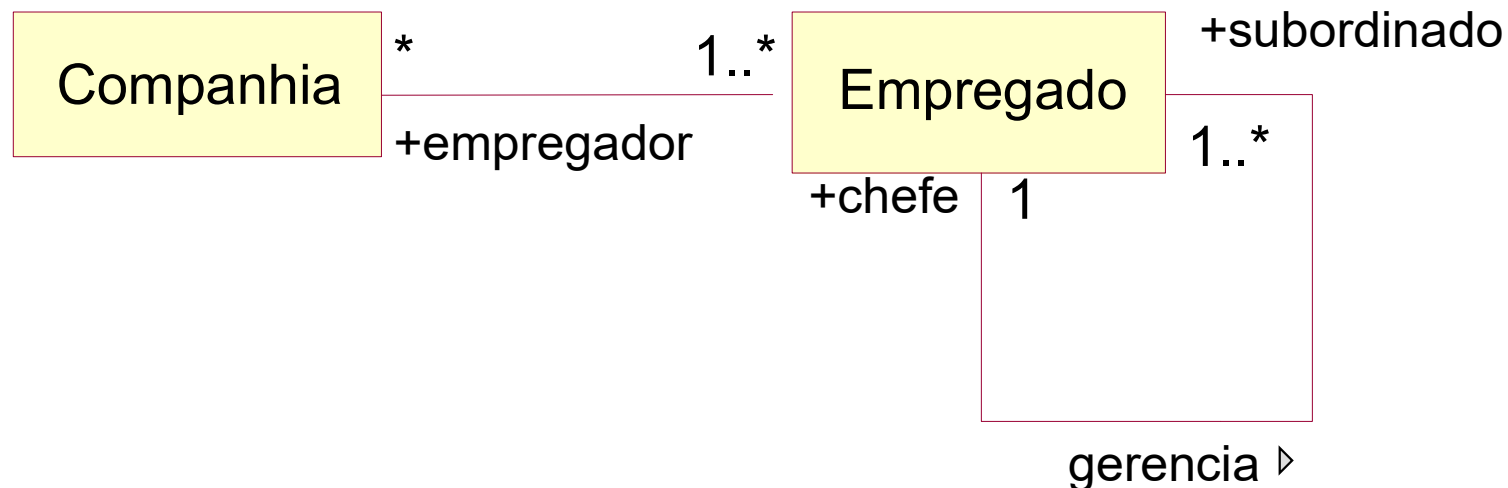 Companhia
*
+empregador
1..*
Empregado
+subordinado
1..*
+chefe
1
gerencia ▷